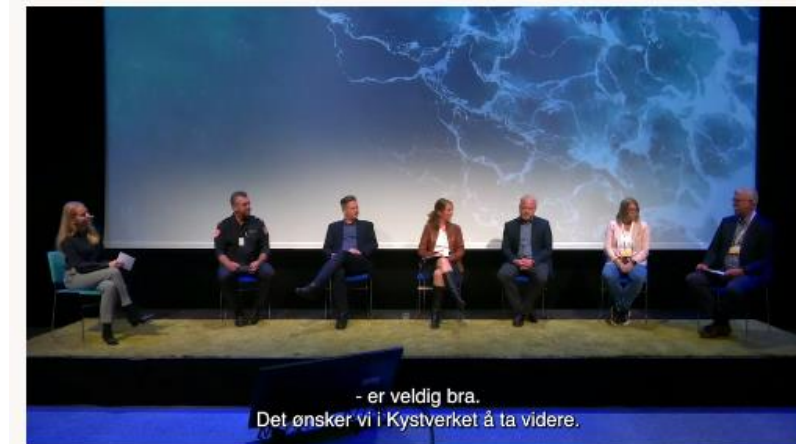 - er veldig bra.
Det ønsker vi i Kystverket å ta videre.